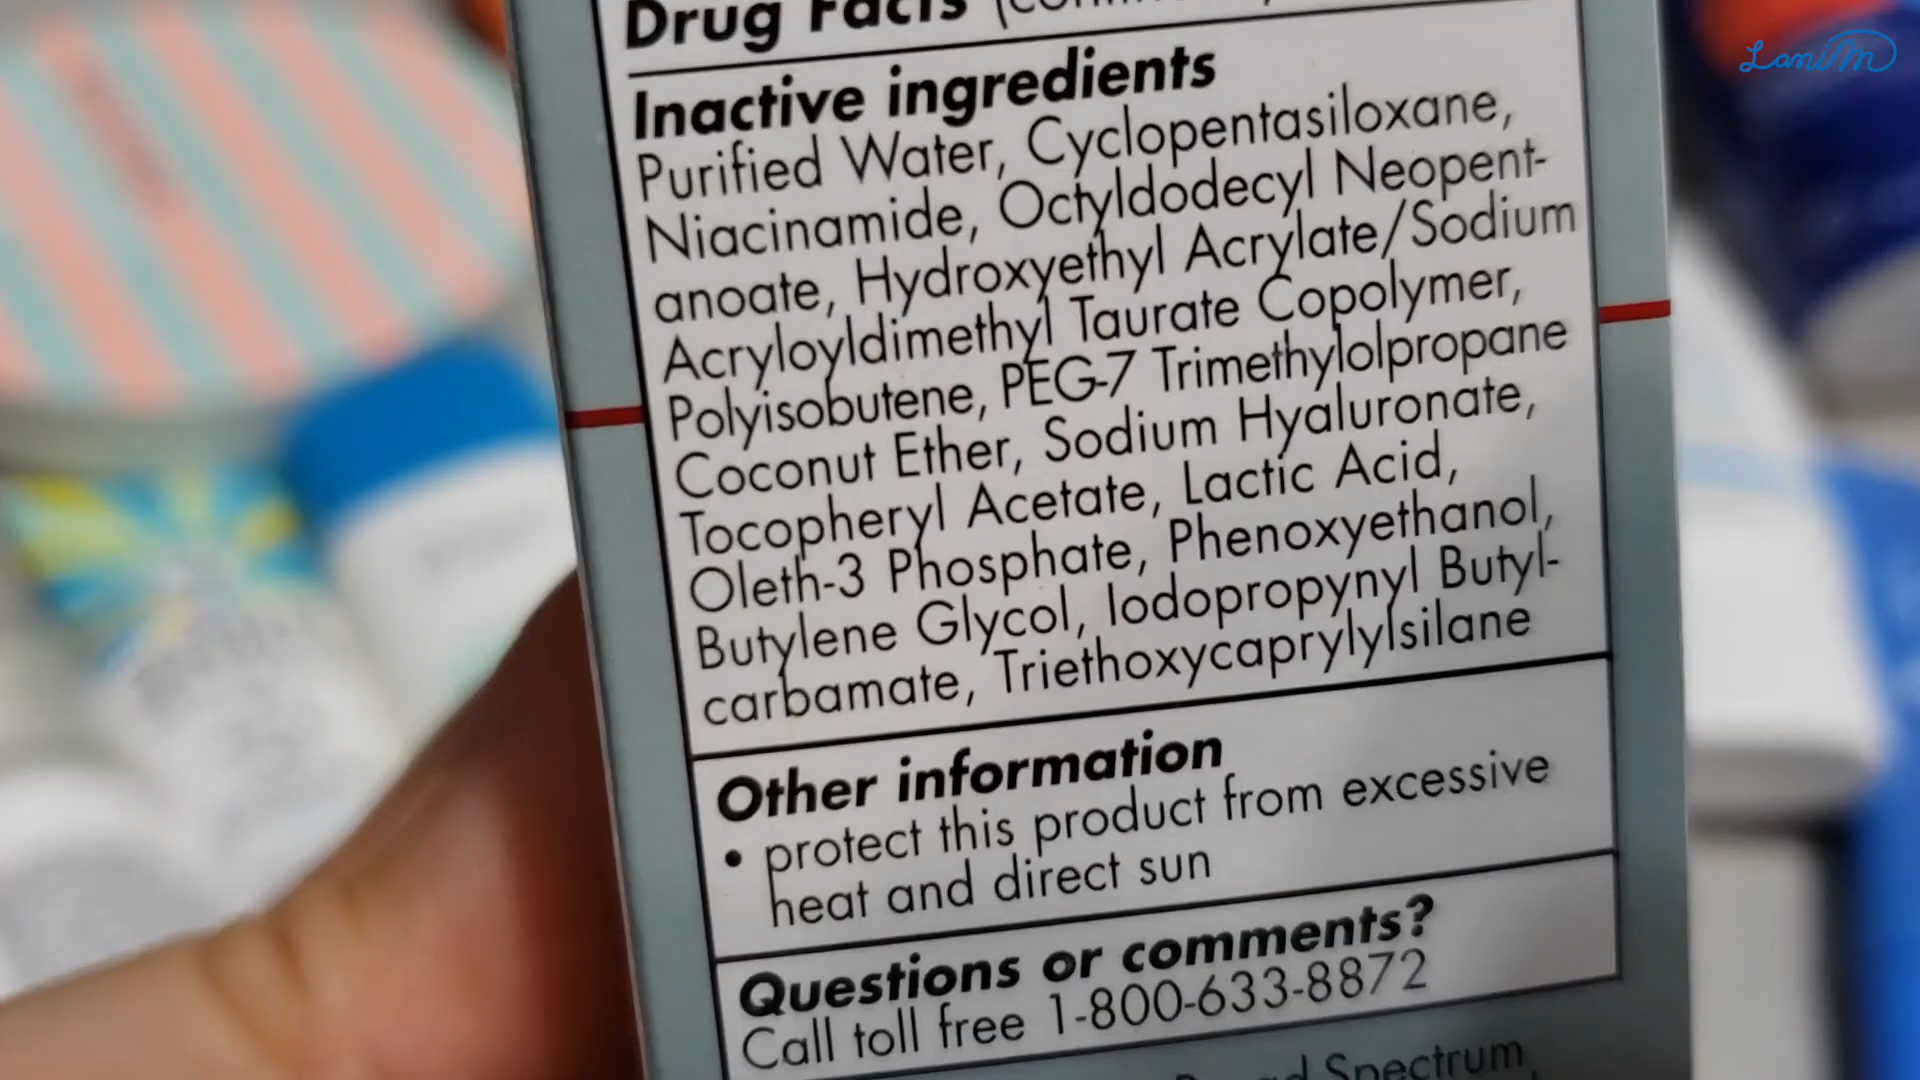 LaniM
Drug Facts
Inactive ingredients
Purified Water, Cyclopentasiloxane,
Niacinamide, Octyldodecyl Neopent-
anoate, Hydroxyethyl Acrylate/Sodium
Acryloyldimethyl Taurate Copolymer,
Polyisobutene, PEG-7 Trimethylolpropane
Coconut Ether, Sodium Hyaluronate,
Tocopheryl Acetate, Lactic Acid,
Oleth-3 Phosphate, Phenoxyethanol,
Butylene Glycol, Iodopropynyl Butyl-
carbamate, Triethoxycaprylylsilane
Other information
• protect this product from excessive
heat and direct sun
Questions or comments?
Call toll free 1-800-633-8872
Spectrum